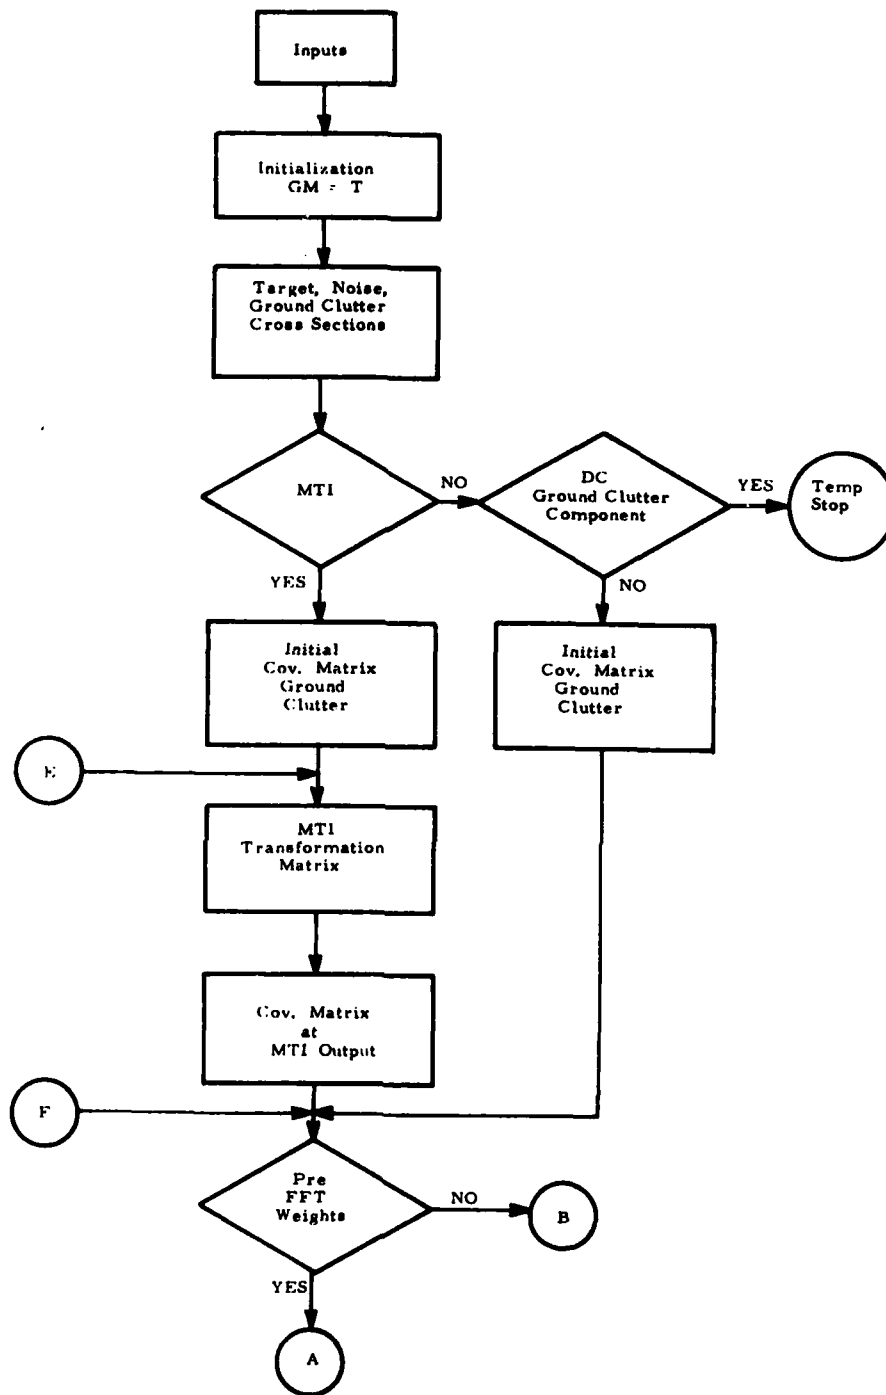 Inputs
Initialization
GM = T
Target, Noise,
Ground Clutter
Cross Sections
MTI
NO
DC
Ground Clutter
Component
YES
Temp
Stop
YES
NO
Initial
Cov. Matrix
Ground
Clutter
Initial
Cov. Matrix
Ground
Clutter
E
MTI
Transformation
Matrix
Cov. Matrix
at
MTI Output
F
Pre
FFT
Weights
NO
B
YES
A